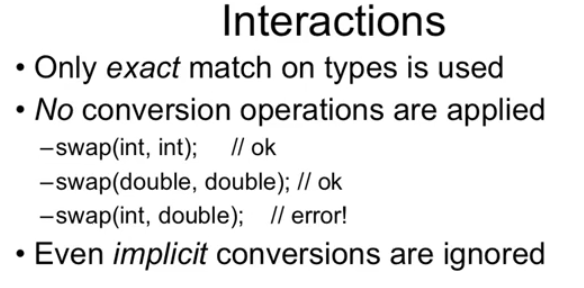 Interactions
• Only exact match on types is used
• No conversion operations are applied
–swap(int, int); // ok
–swap(double, double); // ok
–swap(int, double); // error!
• Even implicit conversions are ignored